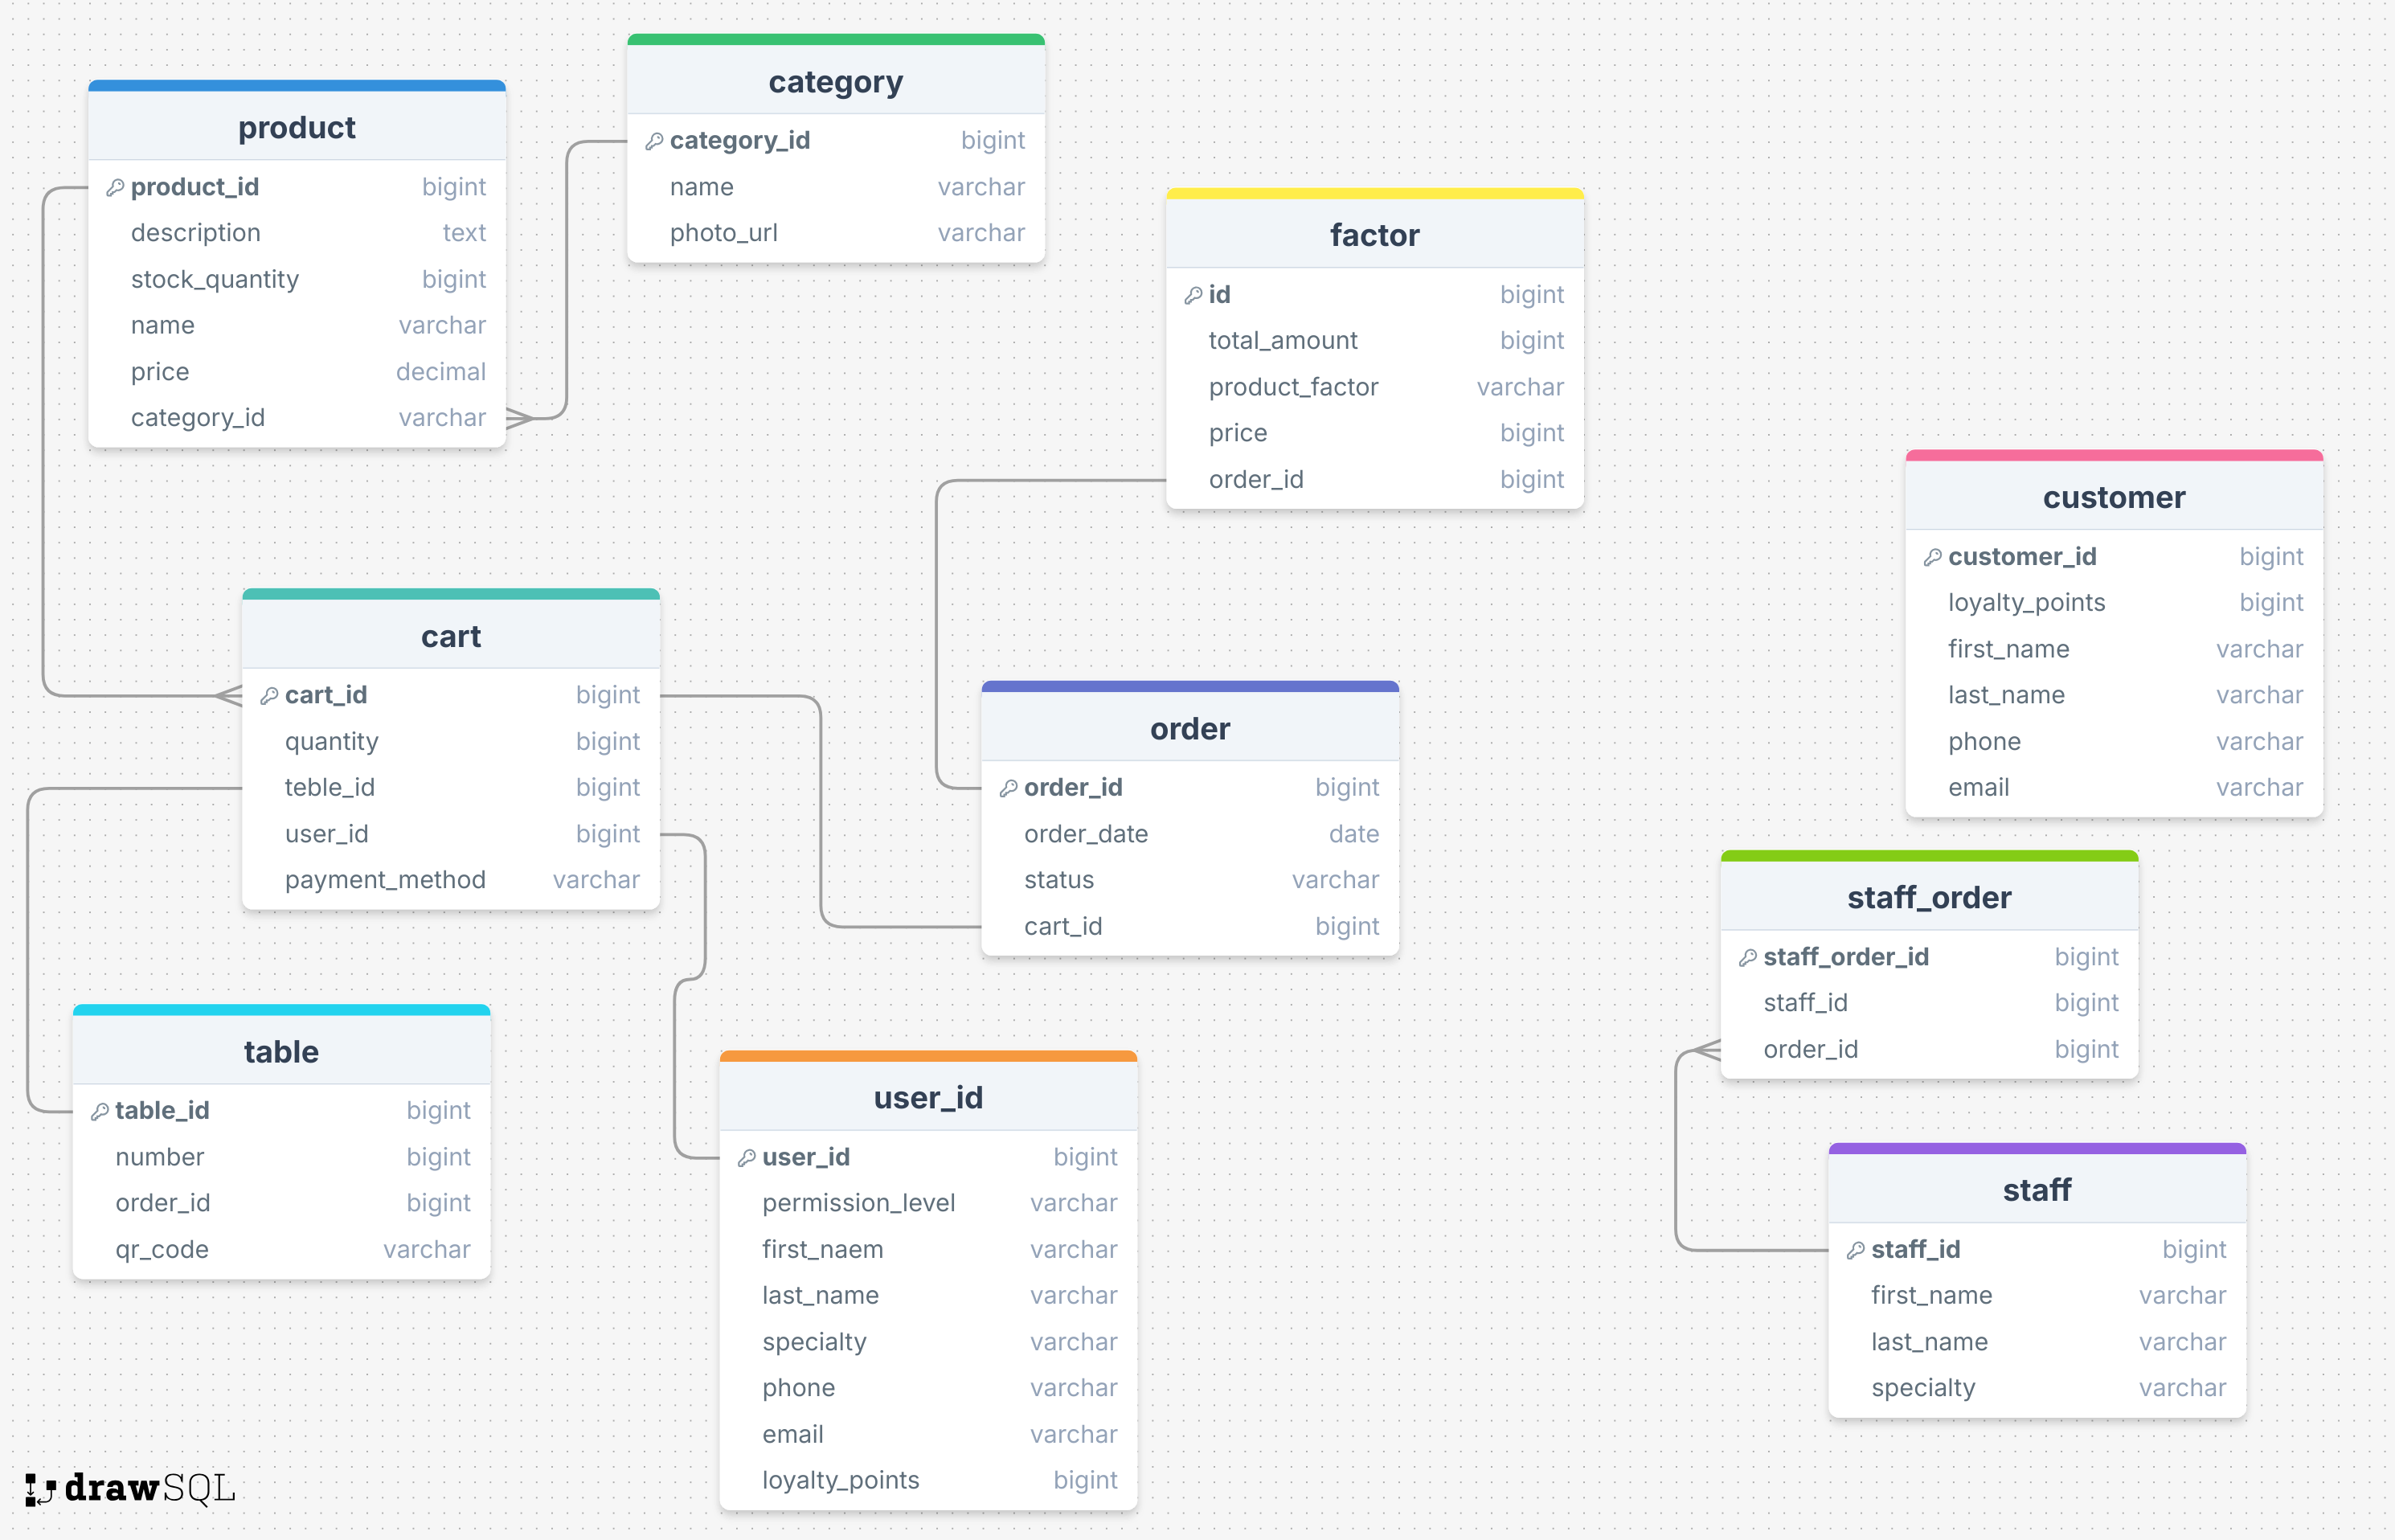 product
product_id bigint
description text
stock_quantity bigint
name varchar
price decimal
category_id varchar
category
category_id bigint
name varchar
photo_url varchar
factor
id bigint
total_amount bigint
product_factor varchar
price bigint
order_id bigint
customer
customer_id bigint
loyalty_points bigint
first_name varchar
last_name varchar
phone varchar
email varchar
cart
cart_id bigint
quantity bigint
teble_id bigint
user_id bigint
payment_method varchar
order
order_id bigint
order_date date
status varchar
cart_id bigint
staff_order
staff_order_id bigint
staff_id bigint
order_id bigint
table
table_id bigint
number bigint
order_id bigint
qr_code varchar
user_id
user_id bigint
permission_level varchar
first_naem varchar
last_name varchar
specialty varchar
phone varchar
email varchar
loyalty_points bigint
staff
staff_id bigint
first_name varchar
last_name varchar
specialty varchar
drawSQL